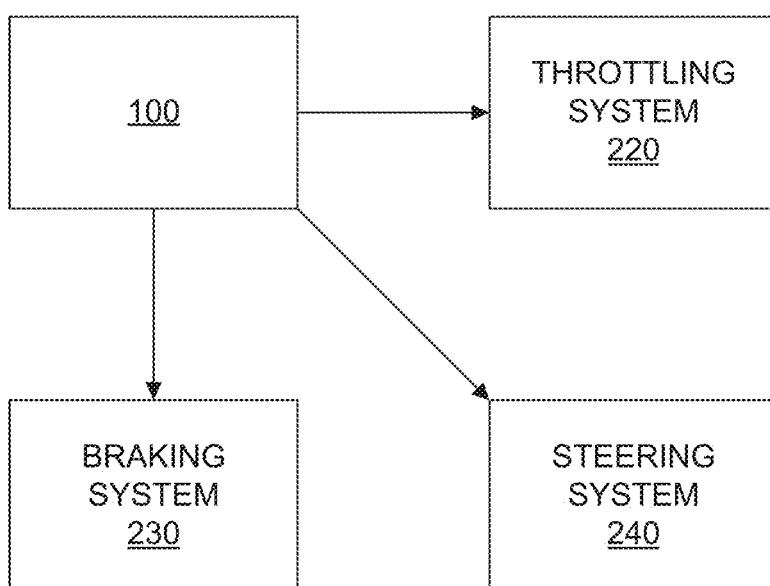 100
THROTTLING
SYSTEM
220
BRAKING
SYSTEM
230
STEERING
SYSTEM
240